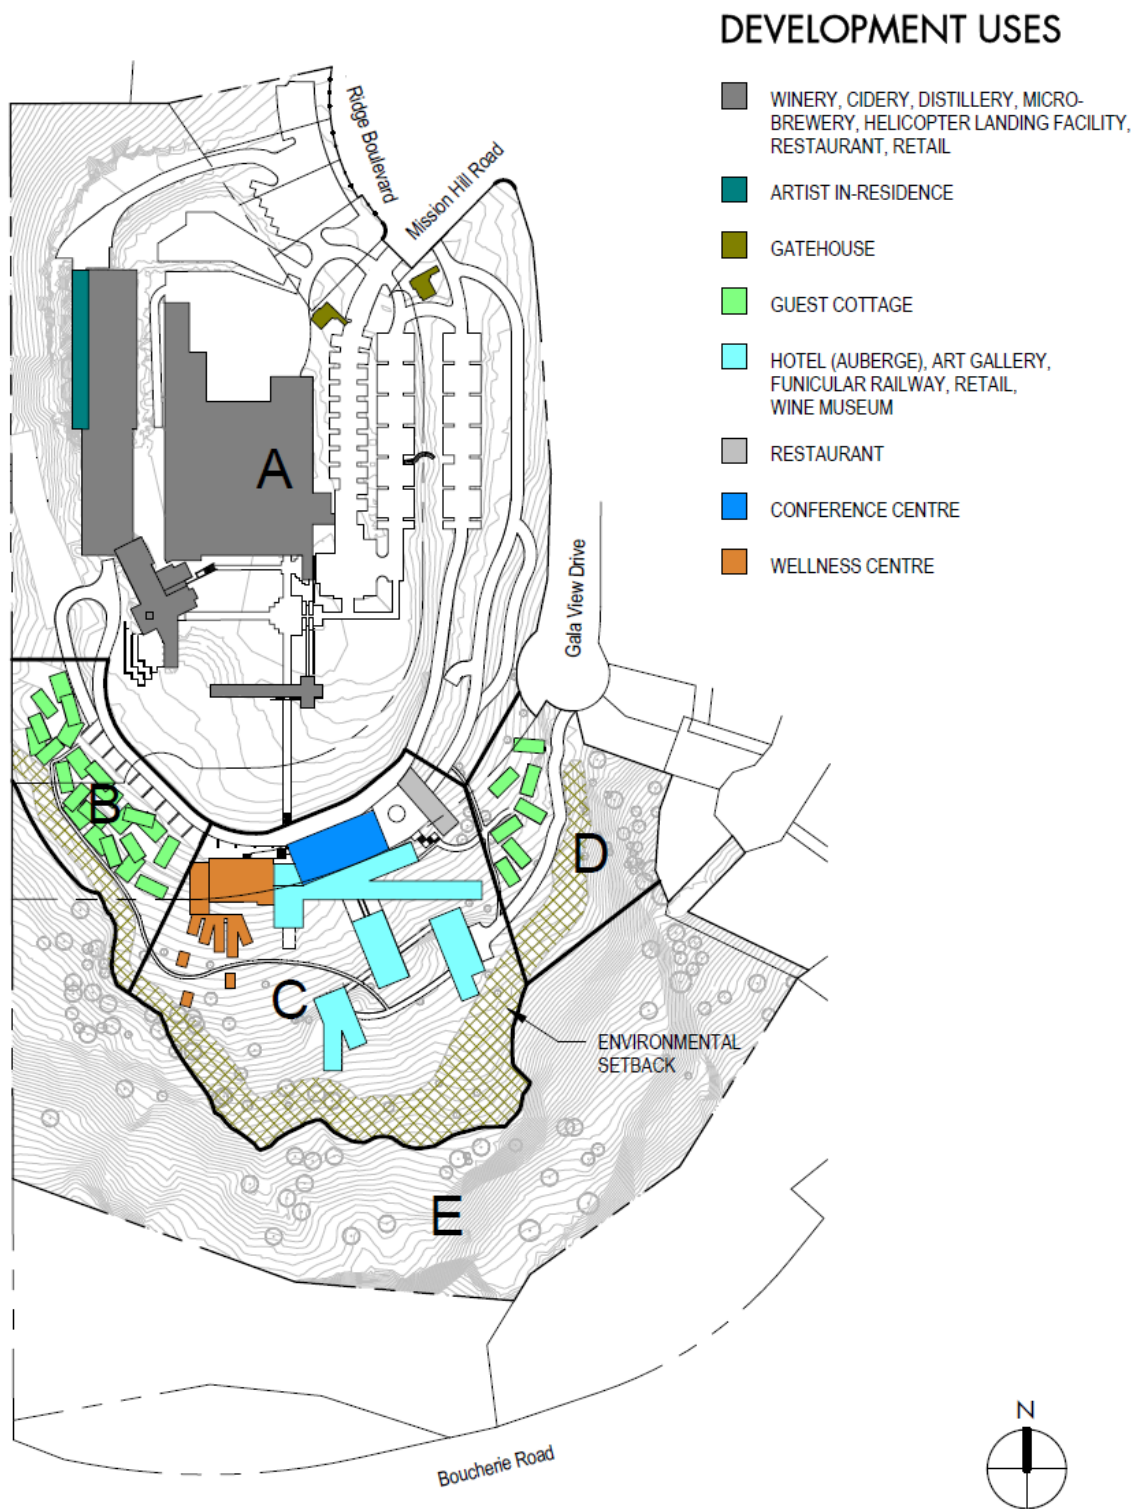 DEVELOPMENT USES
WINERY, CIDERY, DISTILLERY, MICRO-
BREWERY, HELICOPTER LANDING FACILITY,
RESTAURANT, RETAIL
ARTIST IN-RESIDENCE
GATEHOUSE
GUEST COTTAGE
HOTEL (AUBERGE), ART GALLERY,
FUNICULAR RAILWAY, RETAIL,
WINE MUSEUM
RESTAURANT
CONFERENCE CENTRE
WELLNESS CENTRE
Ridge Boulevard
Mission Hill Road
A
Gala View Drive
B
D
C
ENVIRONMENTAL
SETBACK
E
N
Boucherie Road